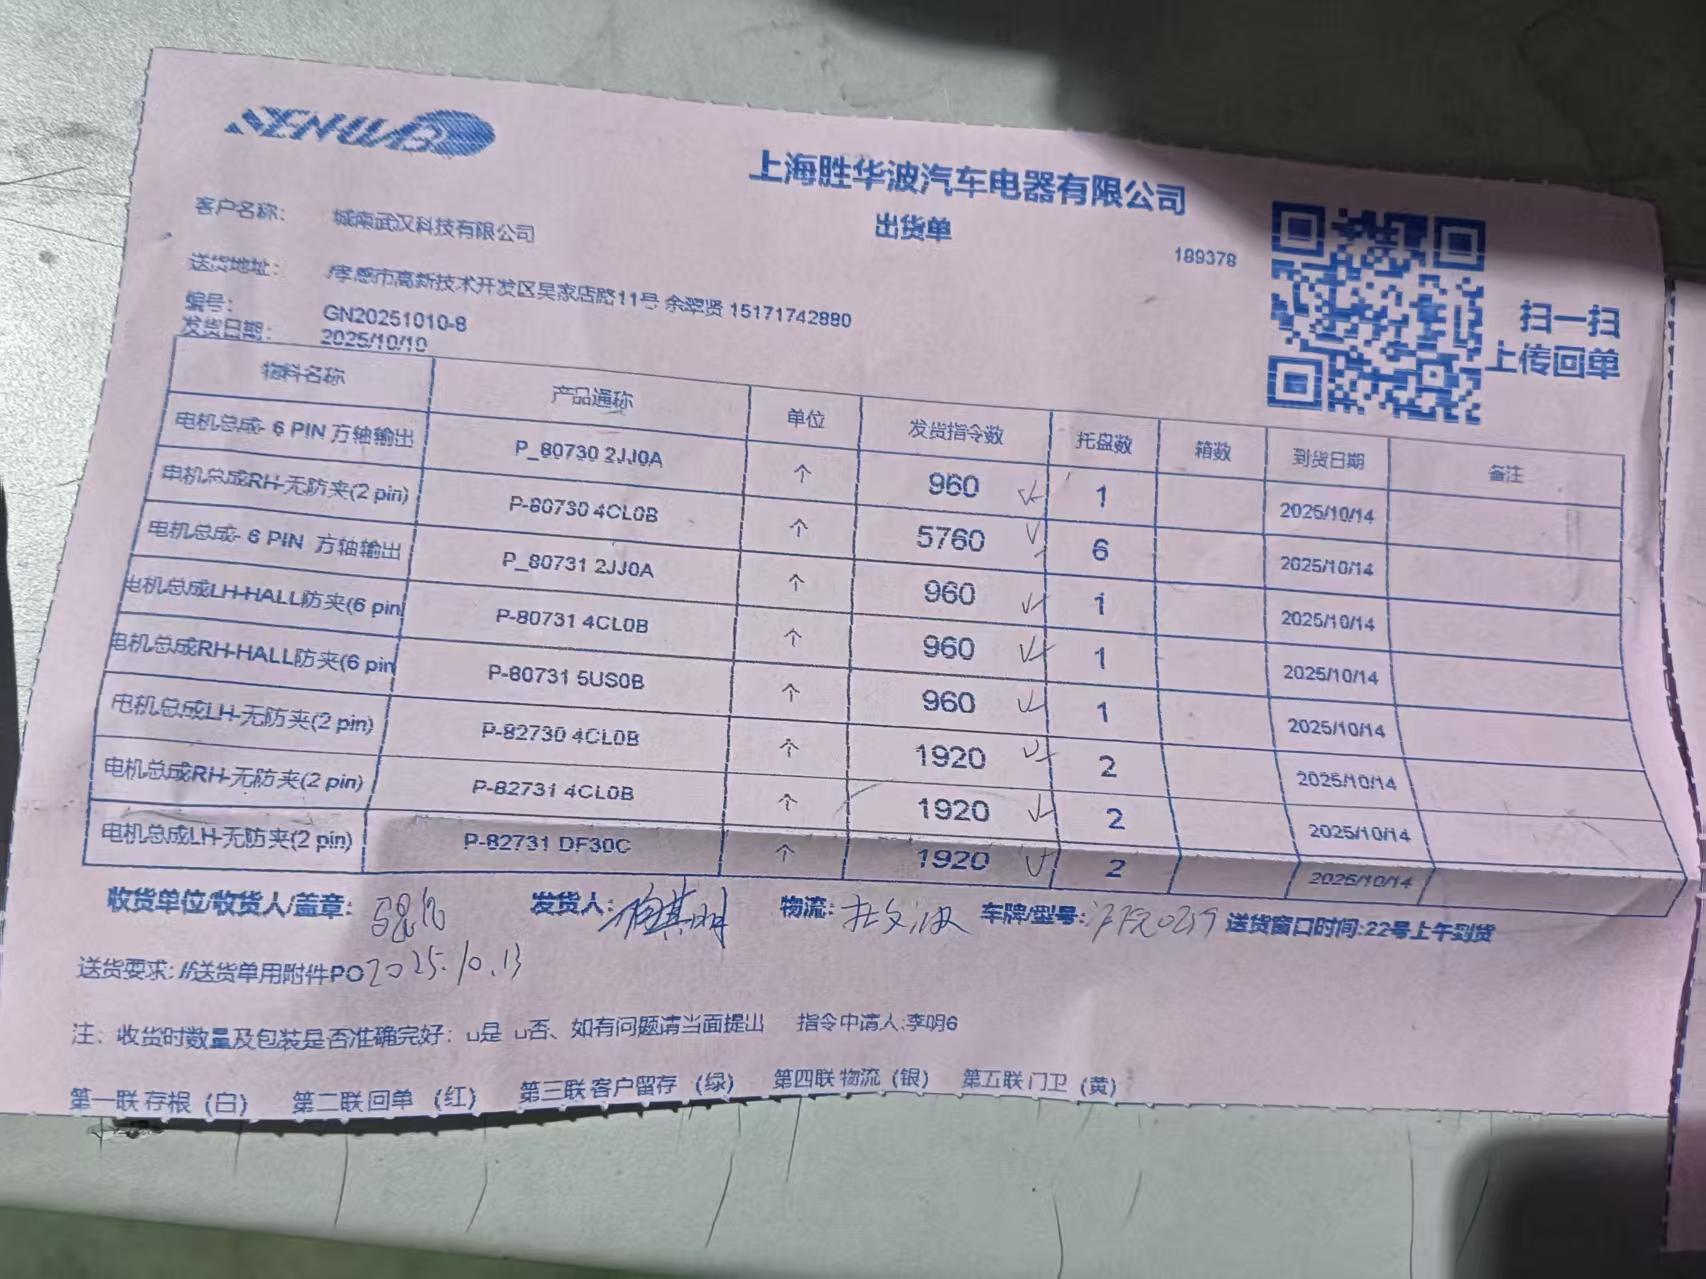 SENWB
上海胜华波汽车电器有限公司
出货单
189378
扫一扫
上传回单
客户名称: 城南武汉科技有限公司
送货地址: /孝感市高新技术开发区吴家店路11号 余翠贤 15171742880
编号: GN20251010-8
发货日期: 2025/10/10
物料名称 产品通称 单位 发货指令数 托盘数 箱数 到货日期 备注
电机总成- 6 PIN 方轴输出 P_80730 2JJ0A 个 960 1 2025/10/14
电机总成RH-无防夹(2 pin) P-80730 4CL0B 个 5760 6 2025/10/14
电机总成- 6 PIN 方轴输出 P_80731 2JJ0A 个 960 1 2025/10/14
电机总成LH-HALL防夹(6 pin P-80731 4CL0B 个 960 1 2025/10/14
电机总成RH-HALL防夹(6 pin P-80731 5US0B 个 960 1 2025/10/14
电机总成LH-无防夹(2 pin) P-82730 4CL0B 个 1920 2 2025/10/14
电机总成RH-无防夹(2 pin) P-82731 4CL0B 个 1920 2 2025/10/14
电机总成LH-无防夹(2 pin) P-82731 DF30C 个 1920 2 2025/10/14
收货单位/收货人/盖章: 发货人: 物流: 车牌/型号: 送货窗口时间:22号上午到货
送货要求: //送货单用附件PO 2025.10.13
注: 收货时数量及包装是否准确完好: u是 u否、如有问题请当面提出 指令申请人:李明6
第一联 存根 (白) 第二联 回单 (红) 第三联 客户留存 (绿) 第四联 物流 (银) 第五联 门卫 (黄)